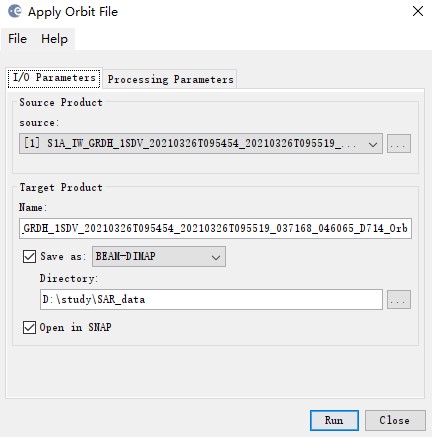 Apply Orbit File
File Help
I/O Parameters Processing Parameters
Source Product
source:
[1] S1A_IW_GRDH_1SDV_20210326T095454_20210326T095519_... ...
Target Product
Name:
_GRDH_1SDV_20210326T095454_20210326T095519_037168_046065_D714_Orb
Save as: BEAM-DIMAP
Directory:
D:\study\SAR_data ...
Open in SNAP
Run Close